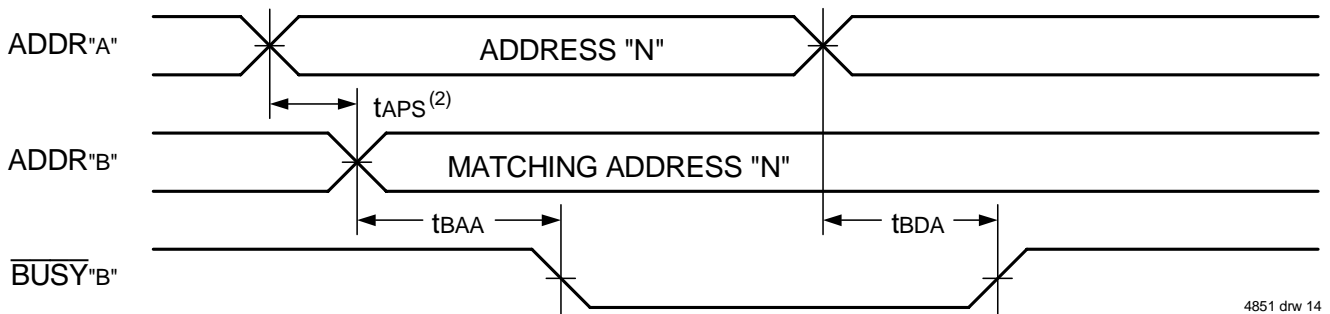 ADDR"A"
ADDRESS "N"
tAPS(2)
ADDR"B"
MATCHING ADDRESS "N"
tBAA
tBDA
BUSY"B"
4851 drw 14